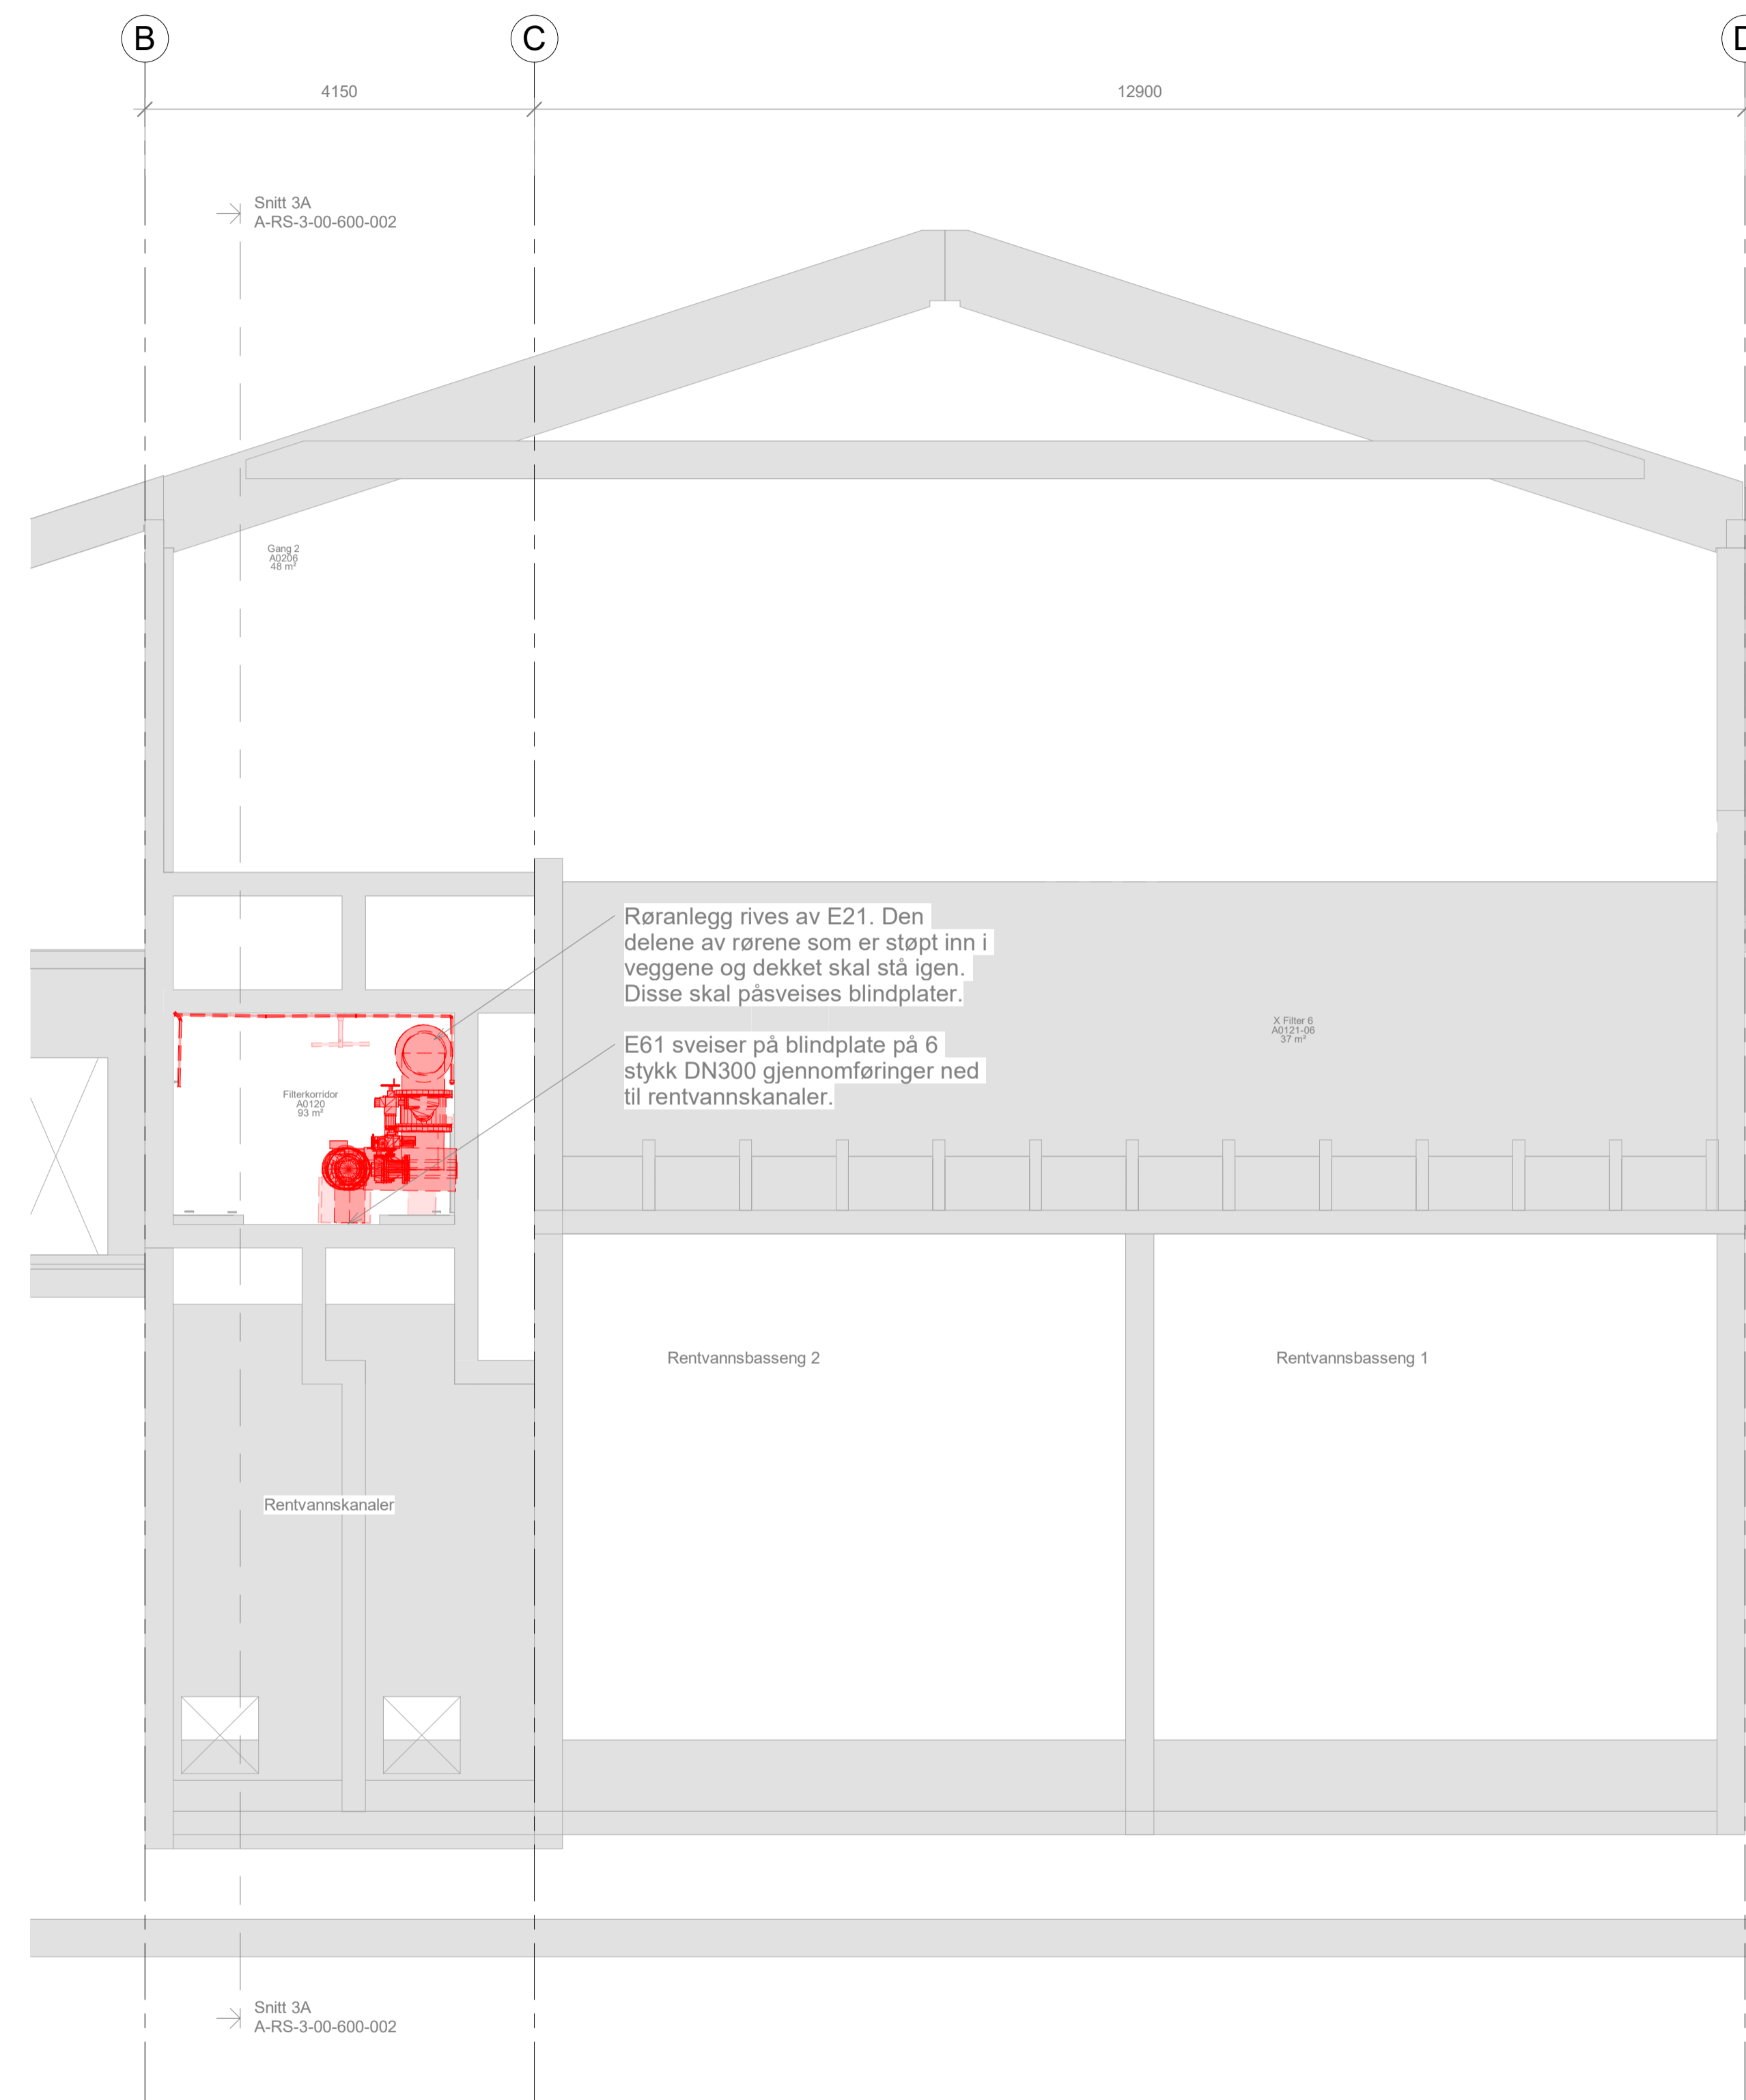 B
C
D
4150
12900
Snitt 3A
A-RS-3-00-600-002
Gang 2
A0206
48 m²
Røranlegg rives av E21. Den
delene av rørene som er støpt inn i
veggene og dekket skal stå igjen.
Disse skal påsveises blindplater.
E61 sveiser på blindplate på 6
stykk DN300 gjennomføringer ned
til rentvannskanaler.
X Filter 6
A0121-06
37 m²
Filterkorridor
A0120
93 m²
Rentvannsbasseng 2
Rentvannsbasseng 1
Rentvannskanaler
Snitt 3A
A-RS-3-00-600-002